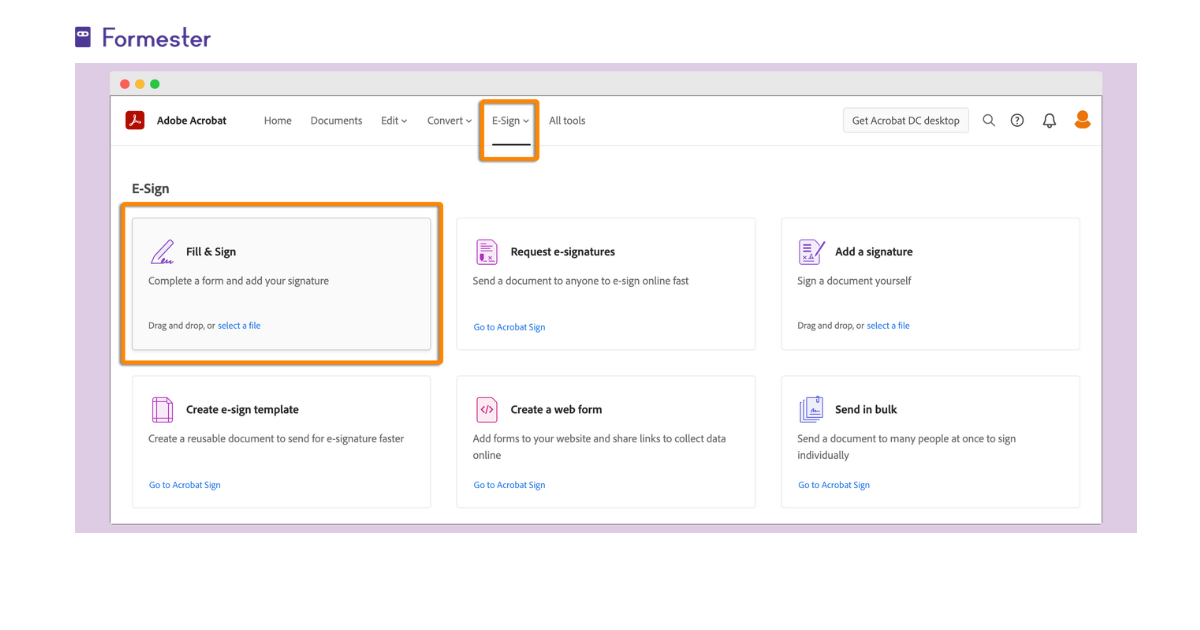 Formester
Adobe Acrobat Home Documents Edit Convert E-Sign All tools Get Acrobat DC desktop
E-Sign
Fill & Sign
Complete a form and add your signature
Drag and drop, or select a file
Request e-signatures
Send a document to anyone to e-sign online fast
Go to Acrobat Sign
Add a signature
Sign a document yourself
Drag and drop, or select a file
Create e-sign template
Create a reusable document to send for e-signature faster
Go to Acrobat Sign
Create a web form
Add forms to your website and share links to collect data
online
Go to Acrobat Sign
Send in bulk
Send a document to many people at once to sign
individually
Go to Acrobat Sign